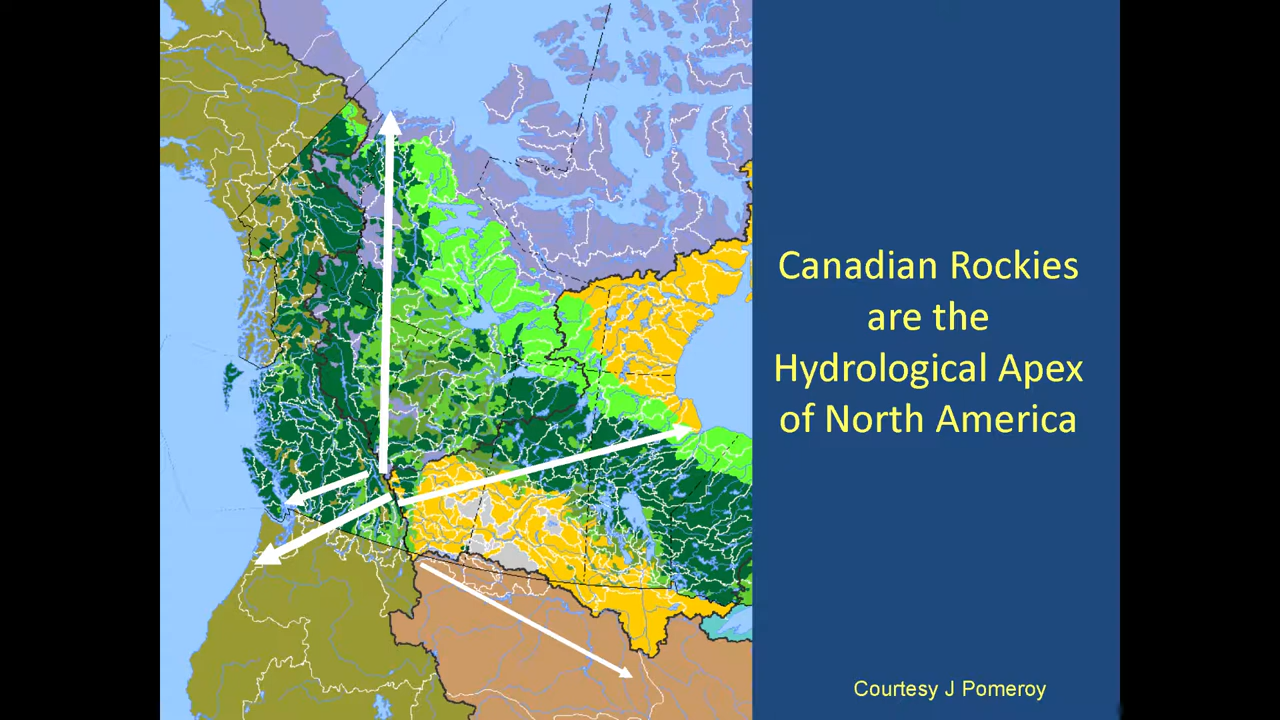 Canadian Rockies
are the
Hydrological Apex
of North America
Courtesy J Pomeroy